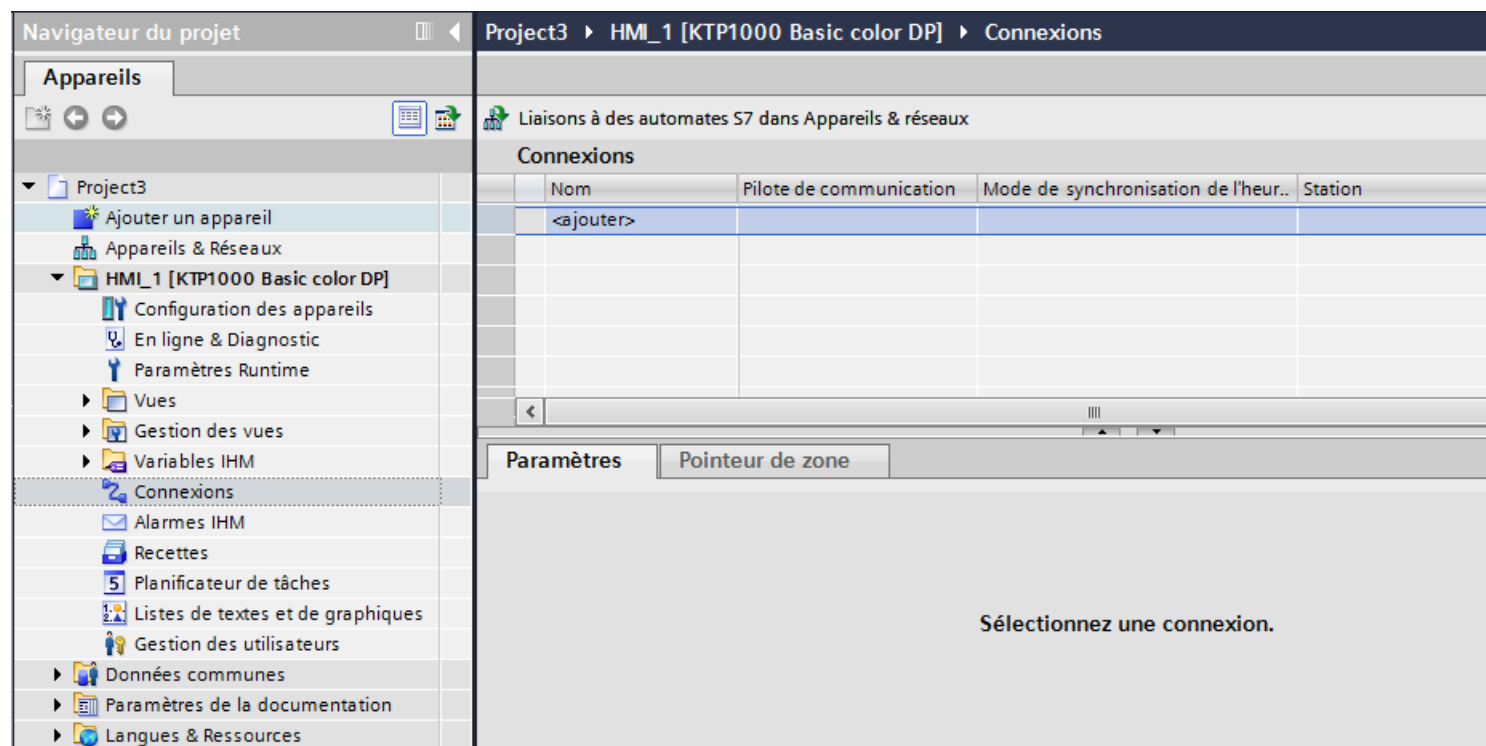 Navigateur du projet
Project3 HMI_1 [KTP1000 Basic color DP] Connexions
Appareils
Liaisons à des automates S7 dans Appareils & réseaux
Connexions
Nom Pilote de communication Mode de synchronisation de l'heur.. Station
<ajouter>
Project3
Ajouter un appareil
Appareils & Réseaux
HMI_1 [KTP1000 Basic color DP]
Configuration des appareils
En ligne & Diagnostic
Paramètres Runtime
Vues
Gestion des vues
Variables IHM
Connexions
Alarmes IHM
Recettes
Planificateur de tâches
Listes de textes et de graphiques
Gestion des utilisateurs
Données communes
Paramètres de la documentation
Langues & Ressources
Paramètres Pointeur de zone
Sélectionnez une connexion.